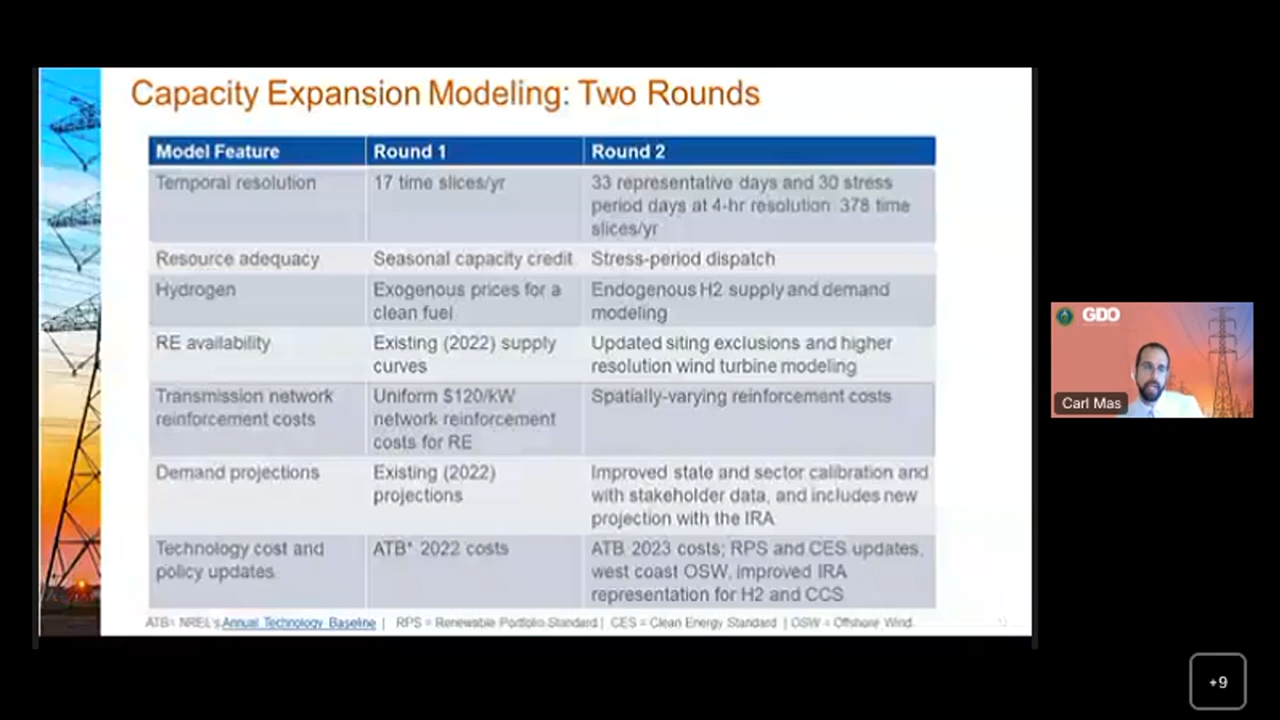 Capacity Expansion Modeling: Two Rounds
Model Feature Round 1 Round 2
Temporal resolution 17 time slices/yr 33 representative days and 30 stress
period days at 4-hr resolution 378 time
slices/yr
Resource adequacy Seasonal capacity credit Stress-period dispatch
Hydrogen Exogenous prices for a Endogenous H2 supply and demand
clean fuel modeling
RE availability Existing (2022) supply Updated siting exclusions and higher
curves resolution wind turbine modeling
Transmission network Uniform $120/kW Spatially-varying reinforcement costs
reinforcement costs network reinforcement
costs for RE
Demand projections Existing (2022) Improved state and sector calibration and
projections with stakeholder data, and includes new
projection with the IRA
Technology cost and ATB* 2022 costs ATB 2023 costs; RPS and CES updates,
policy updates west coast OSW, improved IRA
representation for H2 and CCS
ATB= NREL's Annual Technology Baseline | RPS = Renewable Portfolio Standard | CES = Clean Energy Standard | OSW = Offshore Wind
GDO
Carl Mas
+9